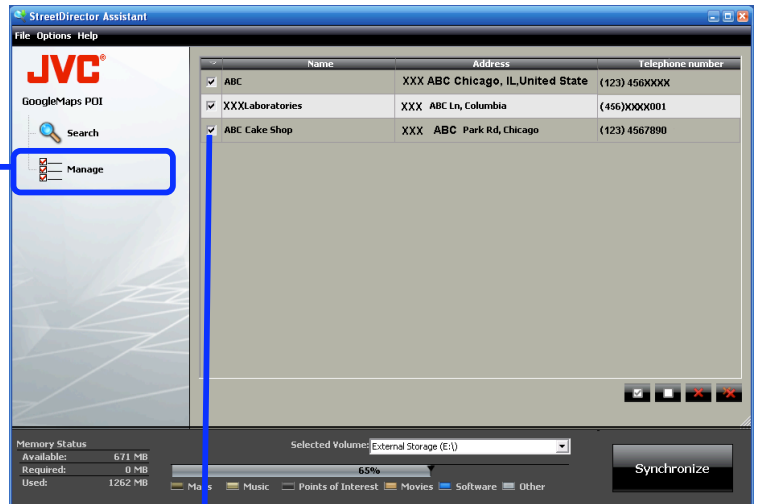 StreetDirector Assistant
File Options Help
JVC®
GoogleMaps POI
Search
Manage
Name Address Telephone number
ABC XXX ABC Chicago, IL,United State (123) 456XXXX
XXXLaboratories XXX ABC Ln, Columbia (456)XXXX001
ABC Cake Shop XXX ABC Park Rd, Chicago (123) 4567890
Memory Status
Available: 671 MB
Required: 0 MB
Used: 1262 MB
Selected Volume: External Storage (E:\)
65%
Maps Music Points of Interest Movies Software Other
Synchronize